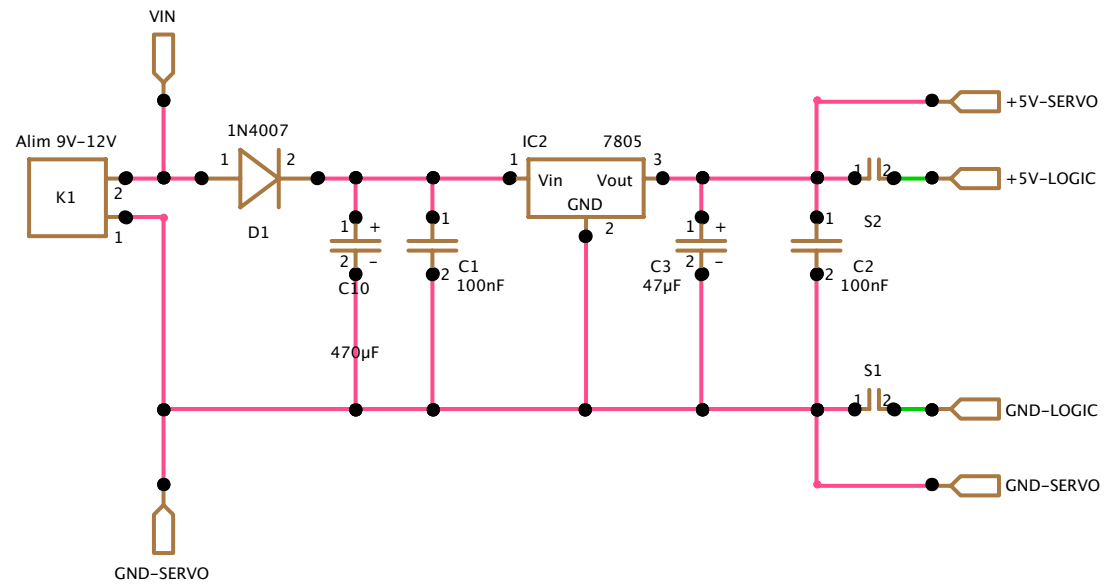 VIN
+5V-SERVO
1N4007
IC2
7805
Alim 9V-12V
1
2
1
3
Vin
Vout
+5V-LOGIC
1
2
K1
2
GND
2
S2
1
D1
1
+
1
1
+
1
2
-
C10
2
C1
100nF
2
-
C3
47µF
2
C2
100nF
470µF
S1
1
2
GND-LOGIC
GND-SERVO
GND-SERVO